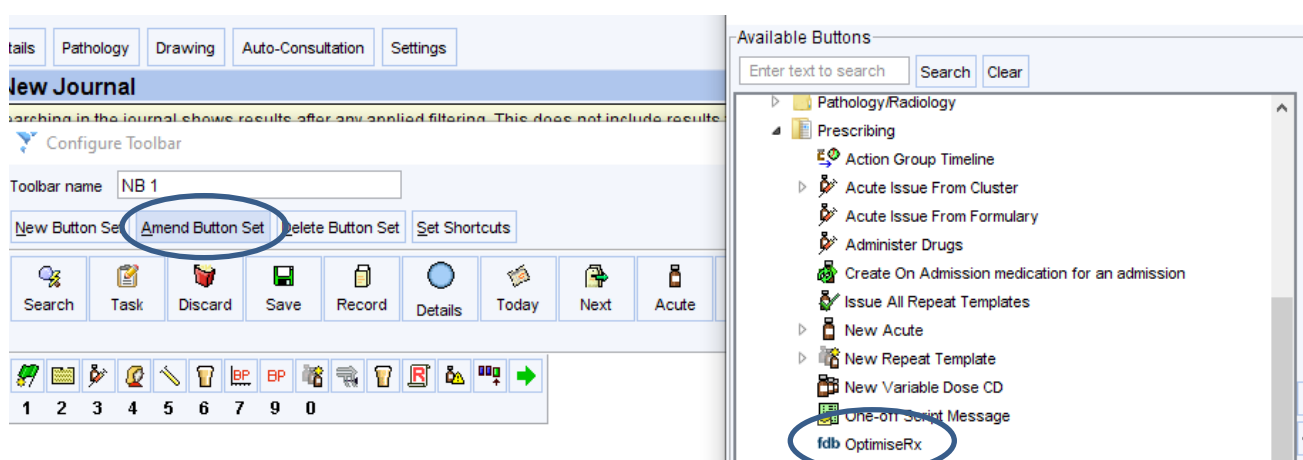 tails Pathology Drawing Auto-Consultation Settings
New Journal
earching in the journal shows results after any applied filtering. This does not include results
Configure Toolbar
Toolbar name NB 1
New Button Set Amend Button Set Delete Button Set Set Shortcuts
Search Task Discard Save Record Details Today Next Acute
BP BP R
1 2 3 4 5 6 7 9 0
Available Buttons
Enter text to search Search Clear
Pathology/Radiology
Prescribing
Action Group Timeline
Acute Issue From Cluster
Acute Issue From Formulary
Administer Drugs
Create On Admission medication for an admission
Issue All Repeat Templates
New Acute
New Repeat Template
New Variable Dose CD
One-off Script Message
fdb OptimiseRx